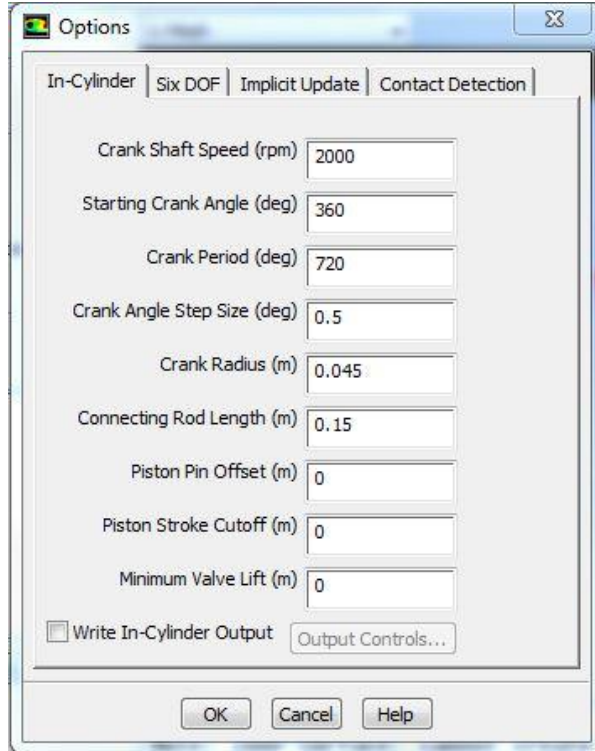 Options
In-Cylinder Six DOF Implicit Update Contact Detection
Crank Shaft Speed (rpm) 2000
Starting Crank Angle (deg) 360
Crank Period (deg) 720
Crank Angle Step Size (deg) 0.5
Crank Radius (m) 0.045
Connecting Rod Length (m) 0.15
Piston Pin Offset (m) 0
Piston Stroke Cutoff (m) 0
Minimum Valve Lift (m) 0
Write In-Cylinder Output Output Controls...
OK Cancel Help